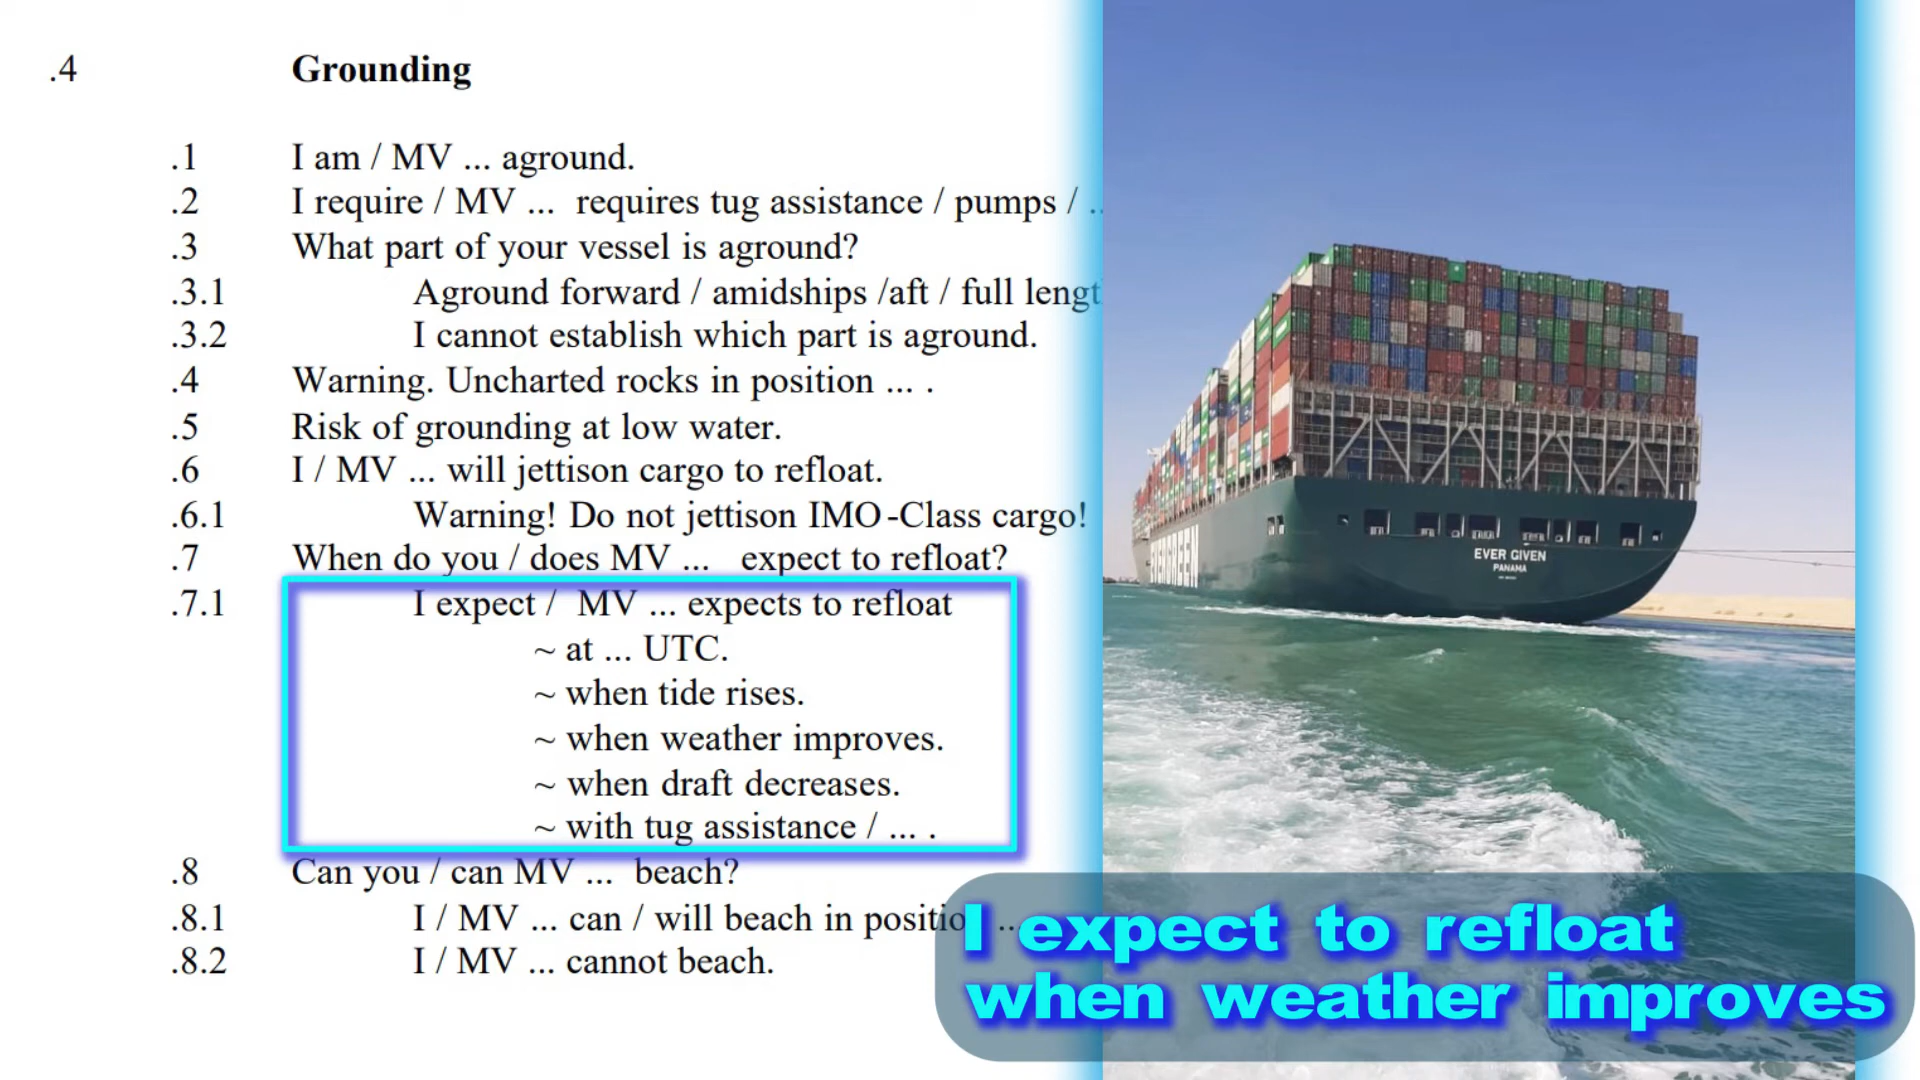 .4 Grounding
.1 I am / MV ... aground.
.2 I require / MV ... requires tug assistance / pumps / ..
.3 What part of your vessel is aground?
.3.1 Aground forward / amidships /aft / full lengt
.3.2 I cannot establish which part is aground.
.4 Warning. Uncharted rocks in position ... .
.5 Risk of grounding at low water.
.6 I / MV ... will jettison cargo to refloat.
.6.1 Warning! Do not jettison IMO-Class cargo!
.7 When do you / does MV ... expect to refloat?
.7.1 I expect / MV ... expects to refloat
~ at ... UTC.
~ when tide rises.
~ when weather improves.
~ when draft decreases.
~ with tug assistance / ... .
.8 Can you / can MV ... beach?
.8.1 I / MV ... can / will beach in positio ...
.8.2 I / MV ... cannot beach.
EVER GIVEN
PANAMA
I expect to refloat
when weather improves